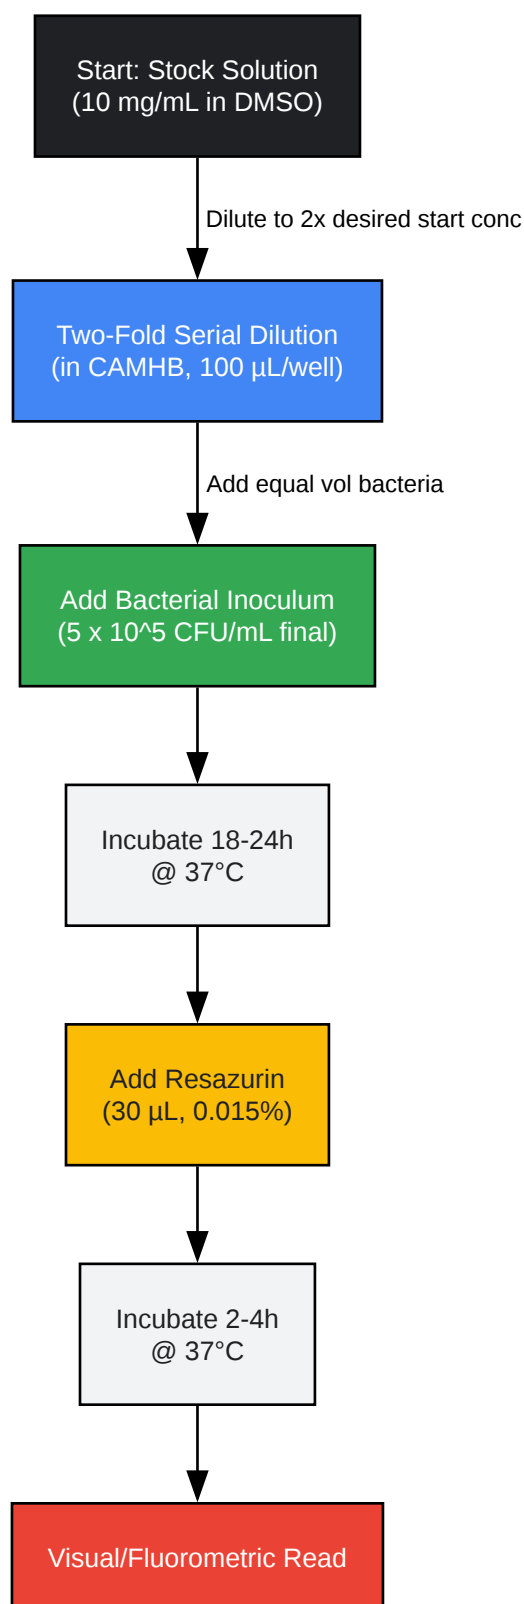 Start: Stock Solution
(10 mg/mL in DMSO)
Dilute to 2x desired start conc
Two-Fold Serial Dilution
(in CAMHB, 100 µL/well)
Add equal vol bacteria
Add Bacterial Inoculum
(5 x 10^5 CFU/mL final)
Incubate 18-24h
@ 37°C
Add Resazurin
(30 µL, 0.015%)
Incubate 2-4h
@ 37°C
Visual/Fluorometric Read